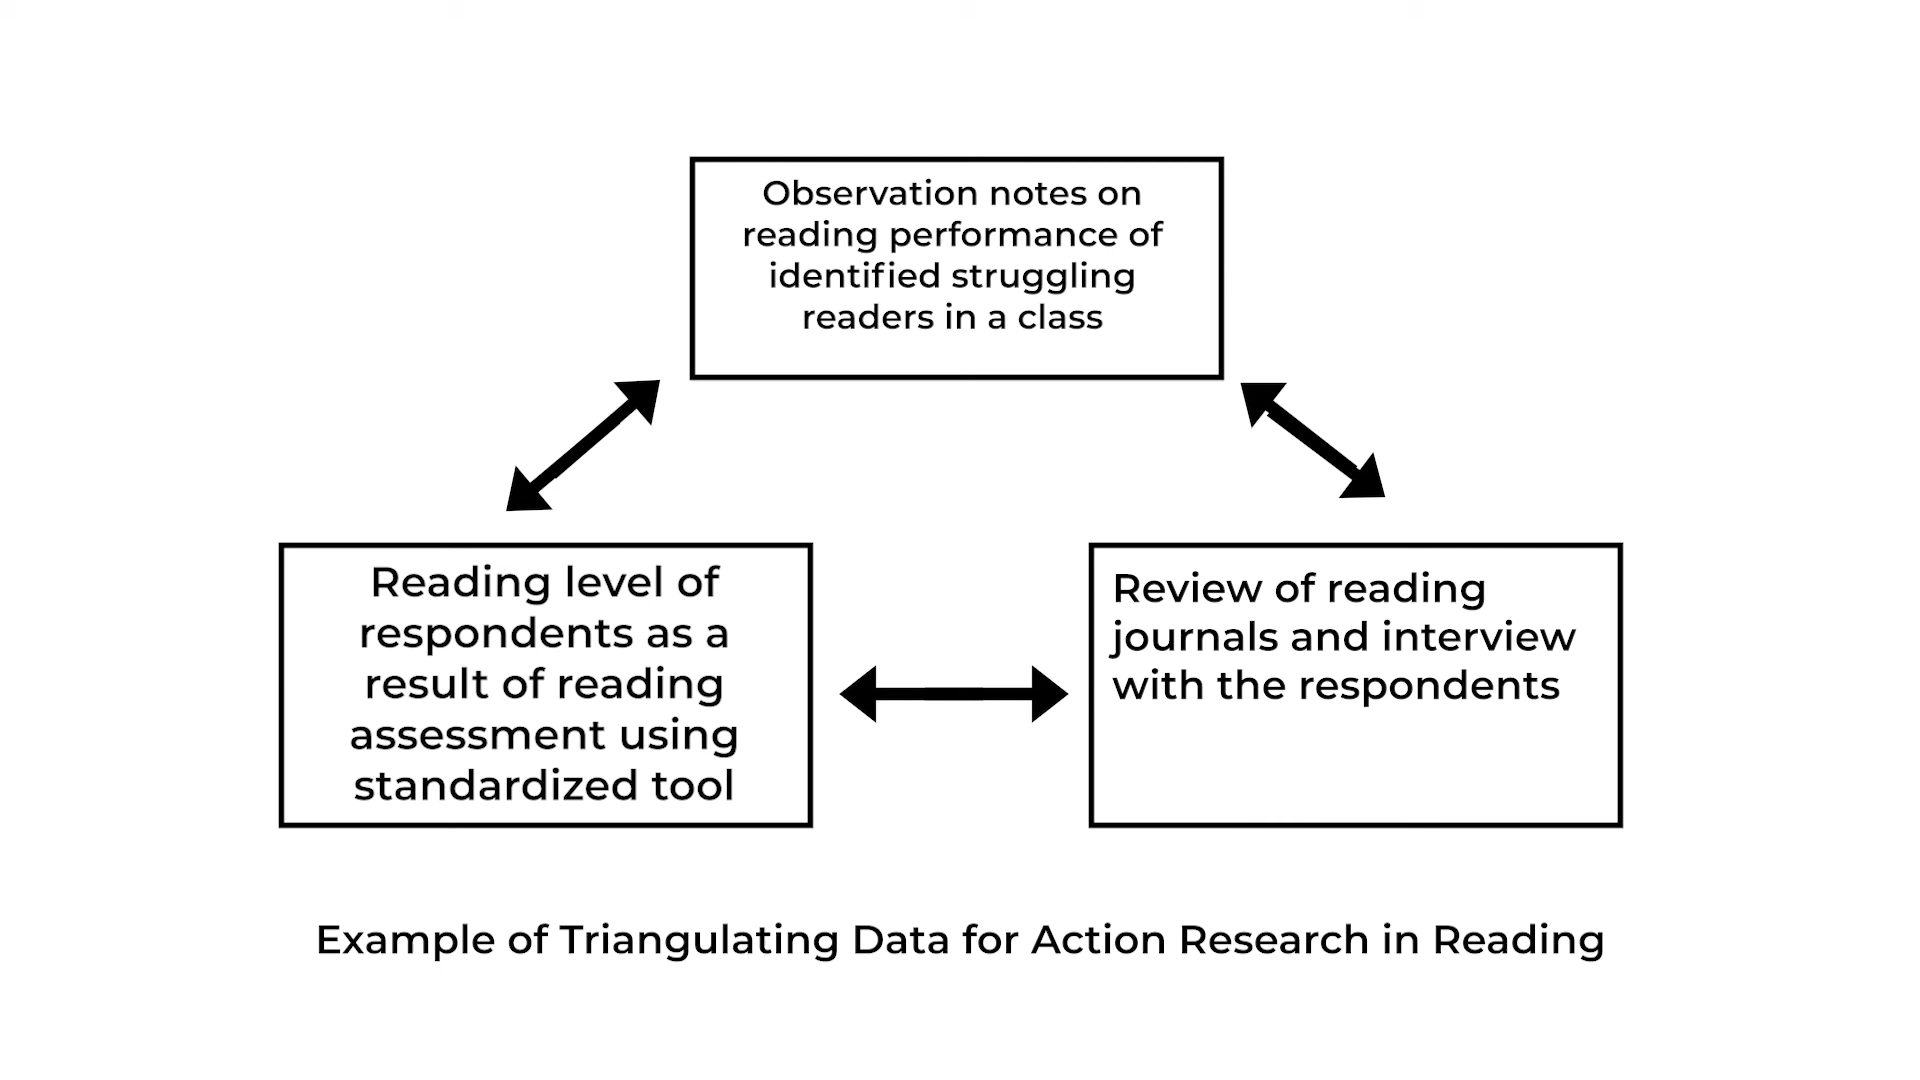 Observation notes on
reading performance of
identified struggling
readers in a class
Reading level of
respondents as a
result of reading
assessment using
standardized tool
Review of reading
journals and interview
with the respondents
Example of Triangulating Data for Action Research in Reading